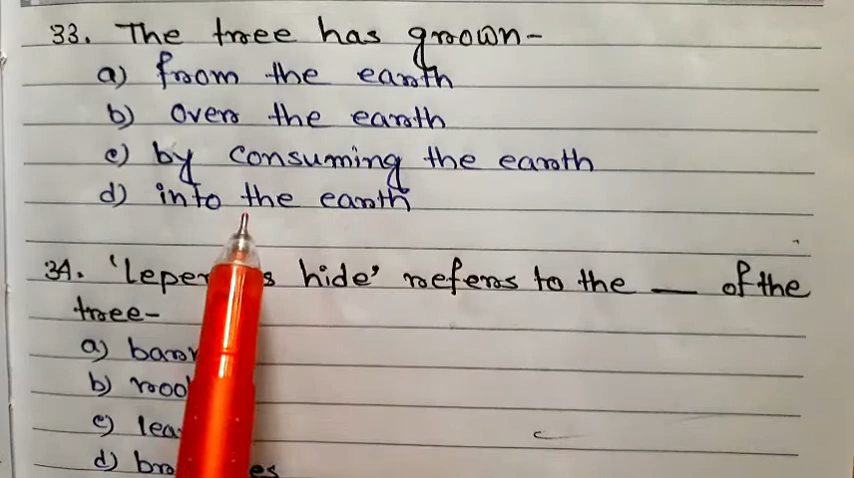 33. The tree has grown-
a) from the earth
b) over the earth
c) by consuming the earth
d) into the earth
34. 'Leper s hide' refers to the — of the
tree-
a)
b)
c)
d)